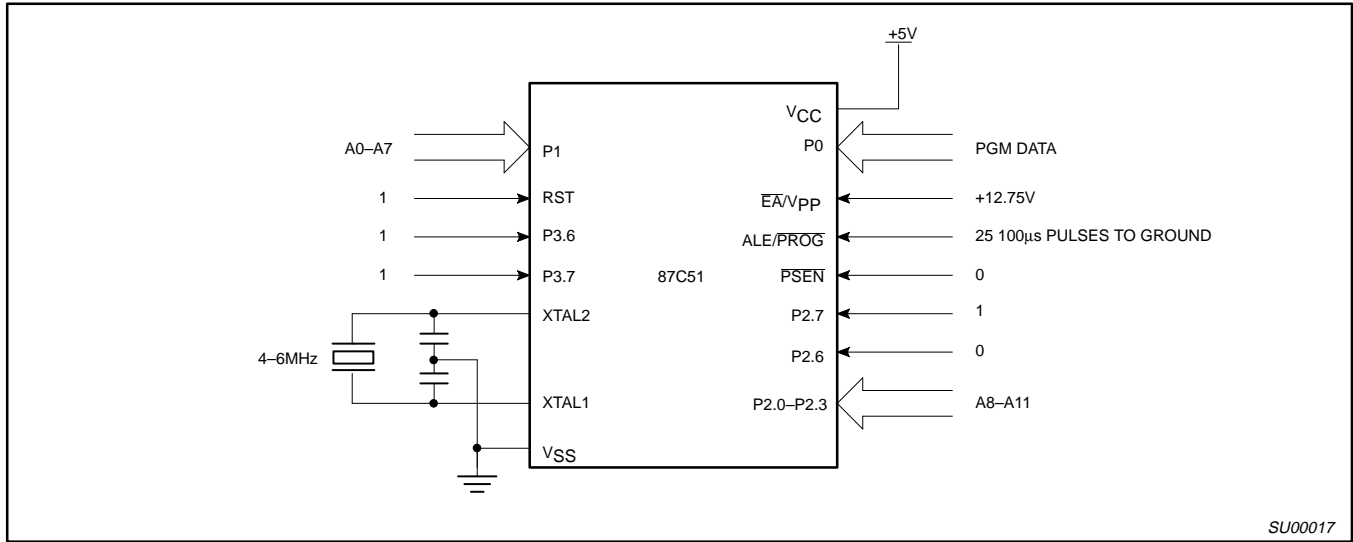 +5V
VCC
A0–A7
P1
P0
PGM DATA
1
RST
EA/VPP
+12.75V
1
P3.6
ALE/PROG
25 100µs PULSES TO GROUND
1
P3.7
87C51
PSEN
0
XTAL2
P2.7
1
4–6MHz
P2.6
0
XTAL1
P2.0–P2.3
A8–A11
VSS
SU00017